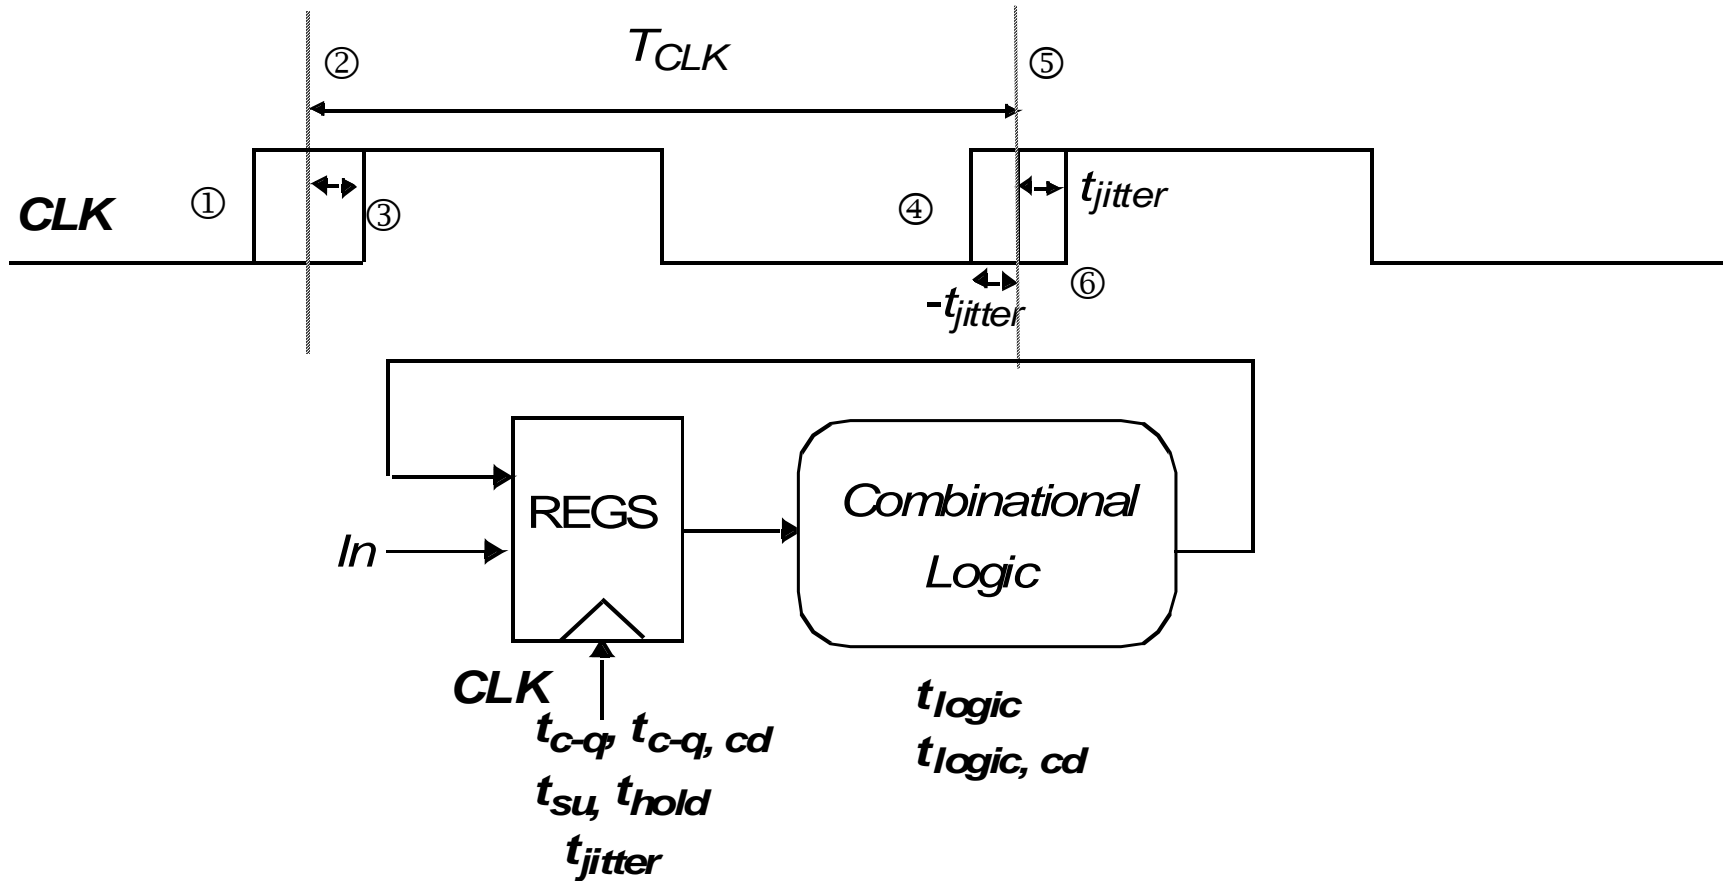 ② T_CLK ⑤
CLK ① ③ ④ t_jitter
-t_jitter ⑥
In
REGS
Combinational
Logic
CLK
t_c-q, t_c-q, cd
t_su, t_hold
t_jitter
t_logic
t_logic, cd